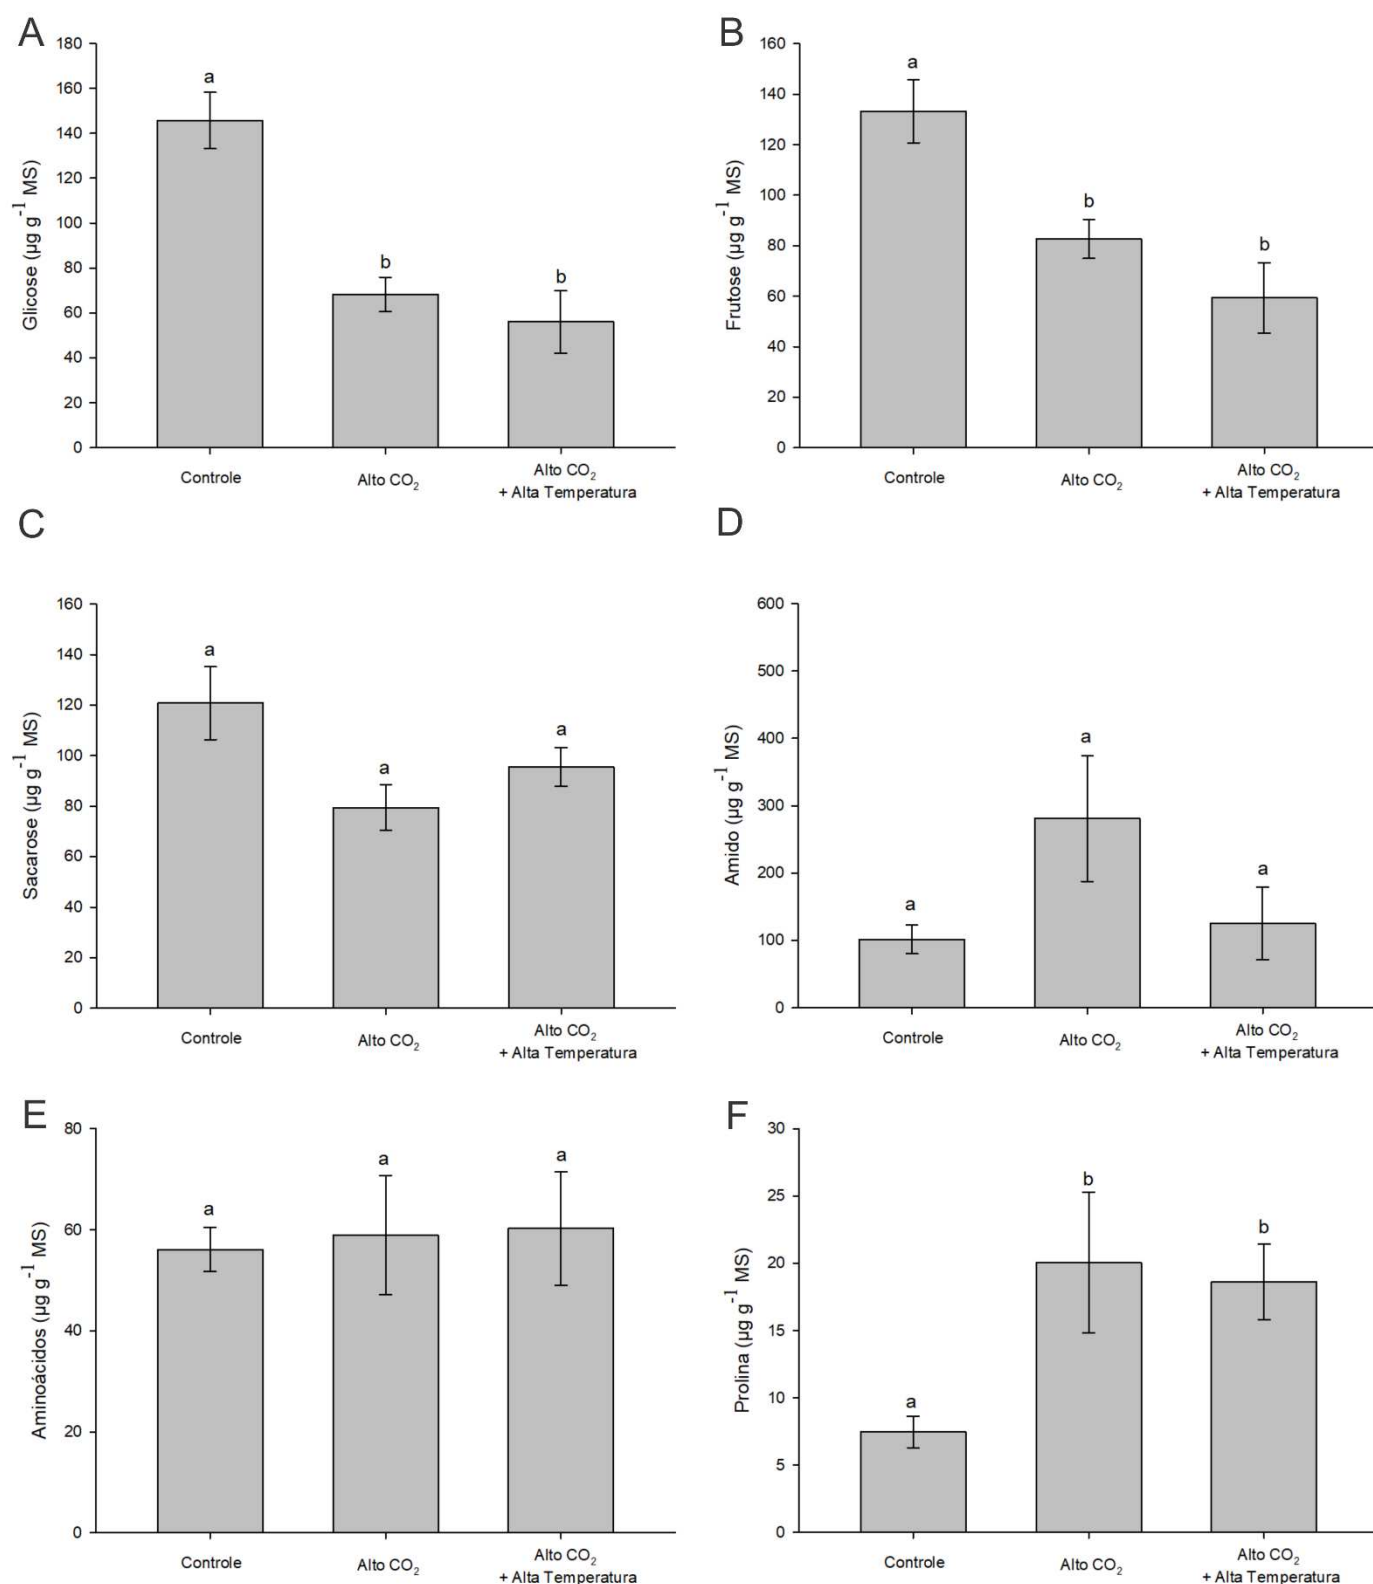 A
180
160
140
120
100
80
60
40
20
0
Glicose (µg g⁻¹ MS)
a
b
b
Controle
Alto CO₂
Alto CO₂
+ Alta Temperatura
B
160
140
120
100
80
60
40
20
0
Frutose (µg g⁻¹ MS)
a
b
b
Controle
Alto CO₂
Alto CO₂
+ Alta Temperatura
C
160
140
120
100
80
60
40
20
0
Sacarose (µg g⁻¹ MS)
a
a
a
Controle
Alto CO₂
Alto CO₂
+ Alta Temperatura
D
600
500
400
300
200
100
0
Amido (µg g⁻¹ MS)
a
a
a
Controle
Alto CO₂
Alto CO₂
+ Alta Temperatura
E
80
60
40
20
0
Aminoácidos (µg g⁻¹ MS)
a
a
a
Controle
Alto CO₂
Alto CO₂
+ Alta Temperatura
F
30
25
20
15
10
5
0
Prolina (µg g⁻¹ MS)
a
b
b
Controle
Alto CO₂
Alto CO₂
+ Alta Temperatura